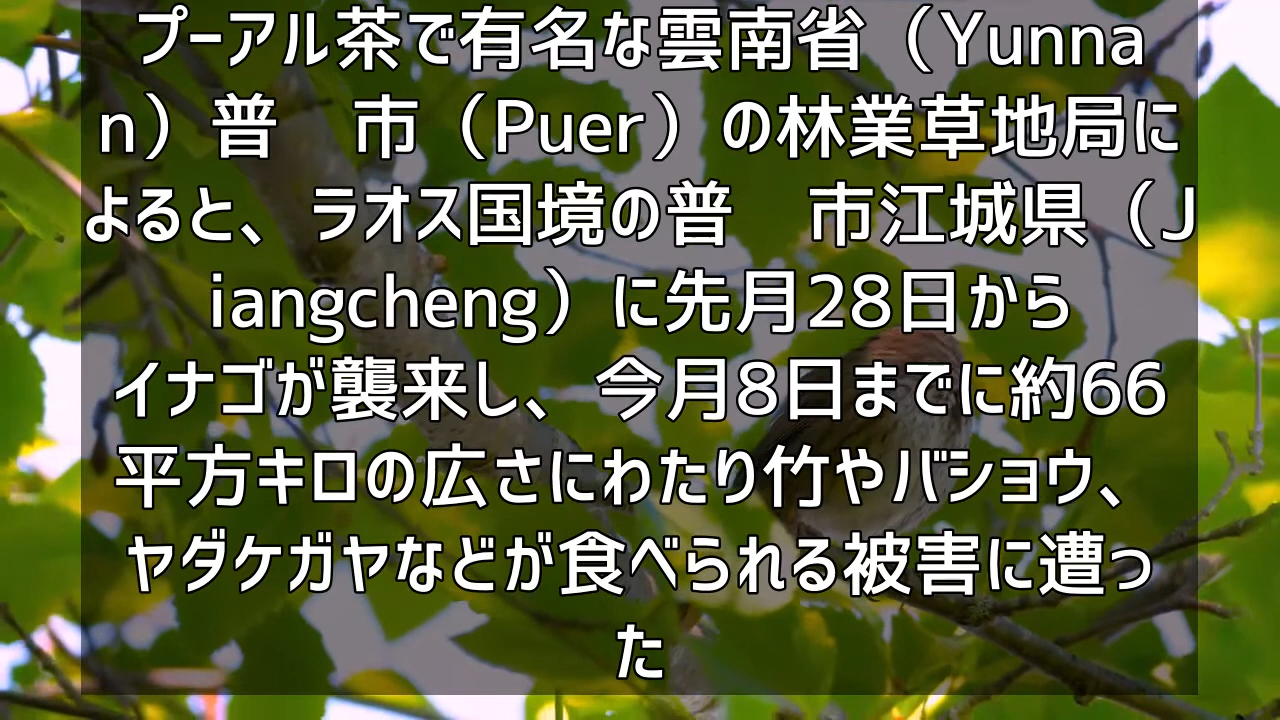 プーアル茶で有名な雲南省（Yunna
n）普　市（Puer）の林業草地局に
よると、ラオス国境の普　市江城県（J
iangcheng）に先月28日から
イナゴが襲来し、今月8日までに約66
平方キロの広さにわたり竹やバショウ、
ヤダケガヤなどが食べられる被害に遭っ
た